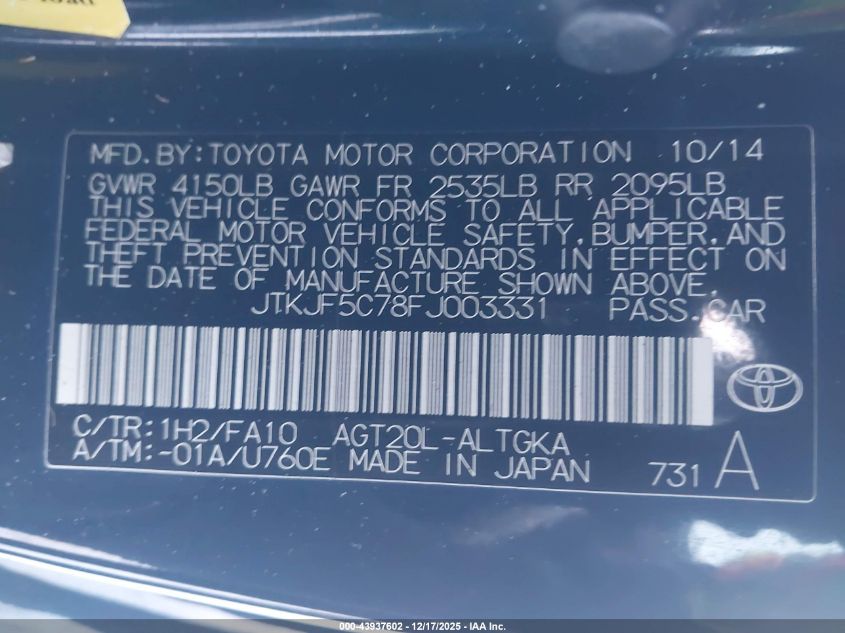 MFD.BY:TOYOTA MOTOR CORPORATION 10/14
GVWR 4150LB GAWR FR 2535LB RR 2095LB
THIS VEHICLE CONFORMS TO ALL APPLICABLE
FEDERAL MOTOR VEHICLE SAFETY,BUMPER,AND
THEFT PREVENTION STANDARDS IN EFFECT ON
THE DATE OF MANUFACTURE SHOWN ABOVE.
JTKJF5C78FJ003331 PASS.CAR
C/TR:1H2/FA10 AGT20L-ALTGKA
A/TM:-01A/U760E MADE IN JAPAN 731 A
000-43937602 - 12/17/2025 - IAA Inc.